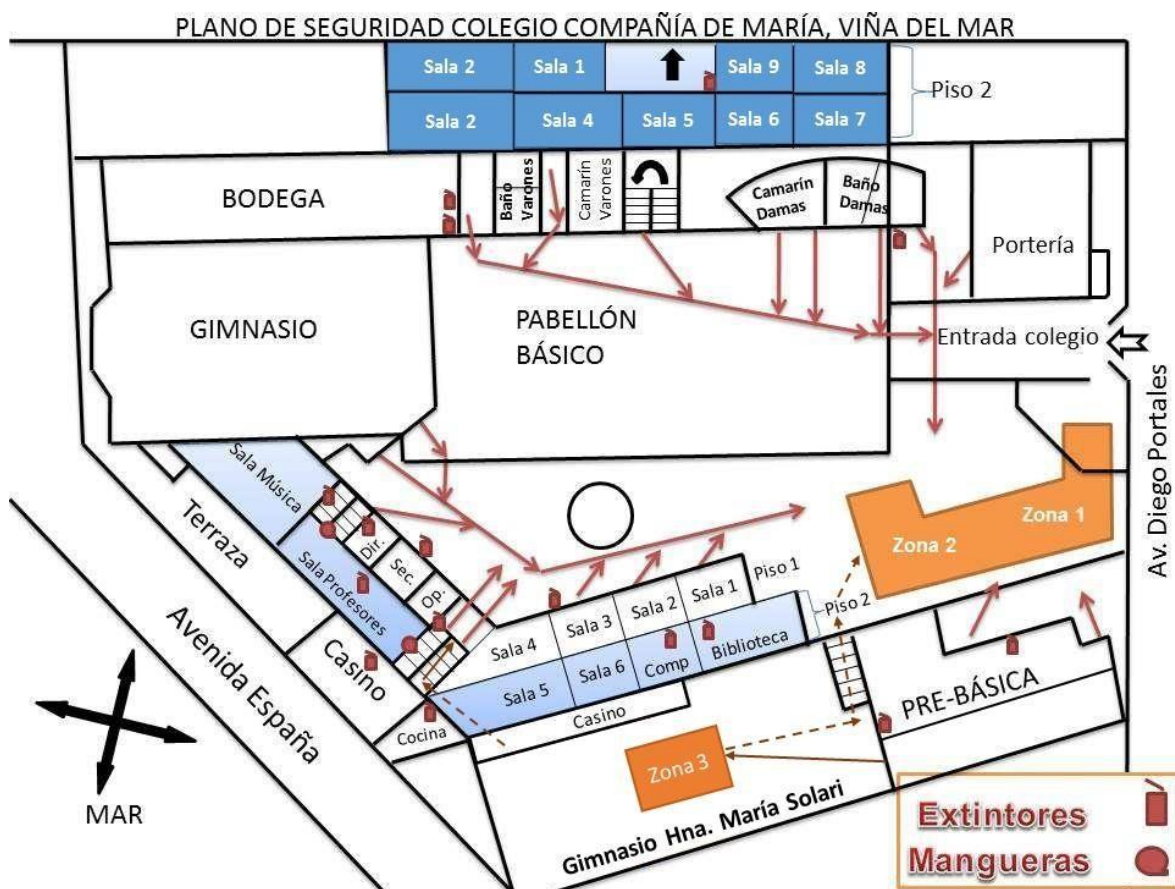 PLANO DE SEGURIDAD COLEGIO COMPAÑÍA DE MARÍA, VIÑA DEL MAR
Sala 2
Sala 1
Sala 9
Sala 8
Piso 2
Sala 2
Sala 4
Sala 5
Sala 6
Sala 7
BODEGA
Baño
Varones
Camarín
Varones
Camarín
Damas
Baño
Damas
Portería
GIMNASIO
PABELLÓN
BÁSICO
Entrada colegio
Av. Diego Portales
Sala Música
Terraza
Dir.
Sec.
Sala Profesores
Avenida España
Casino
Cocina
Zona 1
Zona 2
Piso 1
Piso 2
Sala 1
Sala 2
Sala 3
Sala 4
Biblioteca
Comp
Sala 6
Sala 5
Casino
PRE-BÁSICA
Zona 3
Gimnasio Hna. María Solari
MAR
Extintores
Mangueras